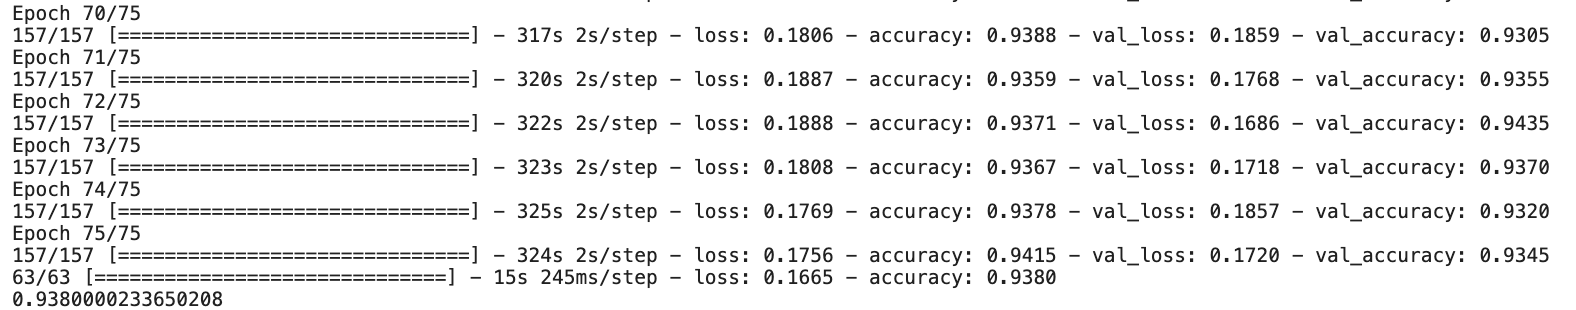 Epoch 70/75
157/157 [==============================] - 317s 2s/step - loss: 0.1806 - accuracy: 0.9388 - val_loss: 0.1859 - val_accuracy: 0.9305
Epoch 71/75
157/157 [==============================] - 320s 2s/step - loss: 0.1887 - accuracy: 0.9359 - val_loss: 0.1768 - val_accuracy: 0.9355
Epoch 72/75
157/157 [==============================] - 322s 2s/step - loss: 0.1888 - accuracy: 0.9371 - val_loss: 0.1686 - val_accuracy: 0.9435
Epoch 73/75
157/157 [==============================] - 323s 2s/step - loss: 0.1808 - accuracy: 0.9367 - val_loss: 0.1718 - val_accuracy: 0.9370
Epoch 74/75
157/157 [==============================] - 325s 2s/step - loss: 0.1769 - accuracy: 0.9378 - val_loss: 0.1857 - val_accuracy: 0.9320
Epoch 75/75
157/157 [==============================] - 324s 2s/step - loss: 0.1756 - accuracy: 0.9415 - val_loss: 0.1720 - val_accuracy: 0.9345
63/63 [==============================] - 15s 245ms/step - loss: 0.1665 - accuracy: 0.9380
0.9380000233650208